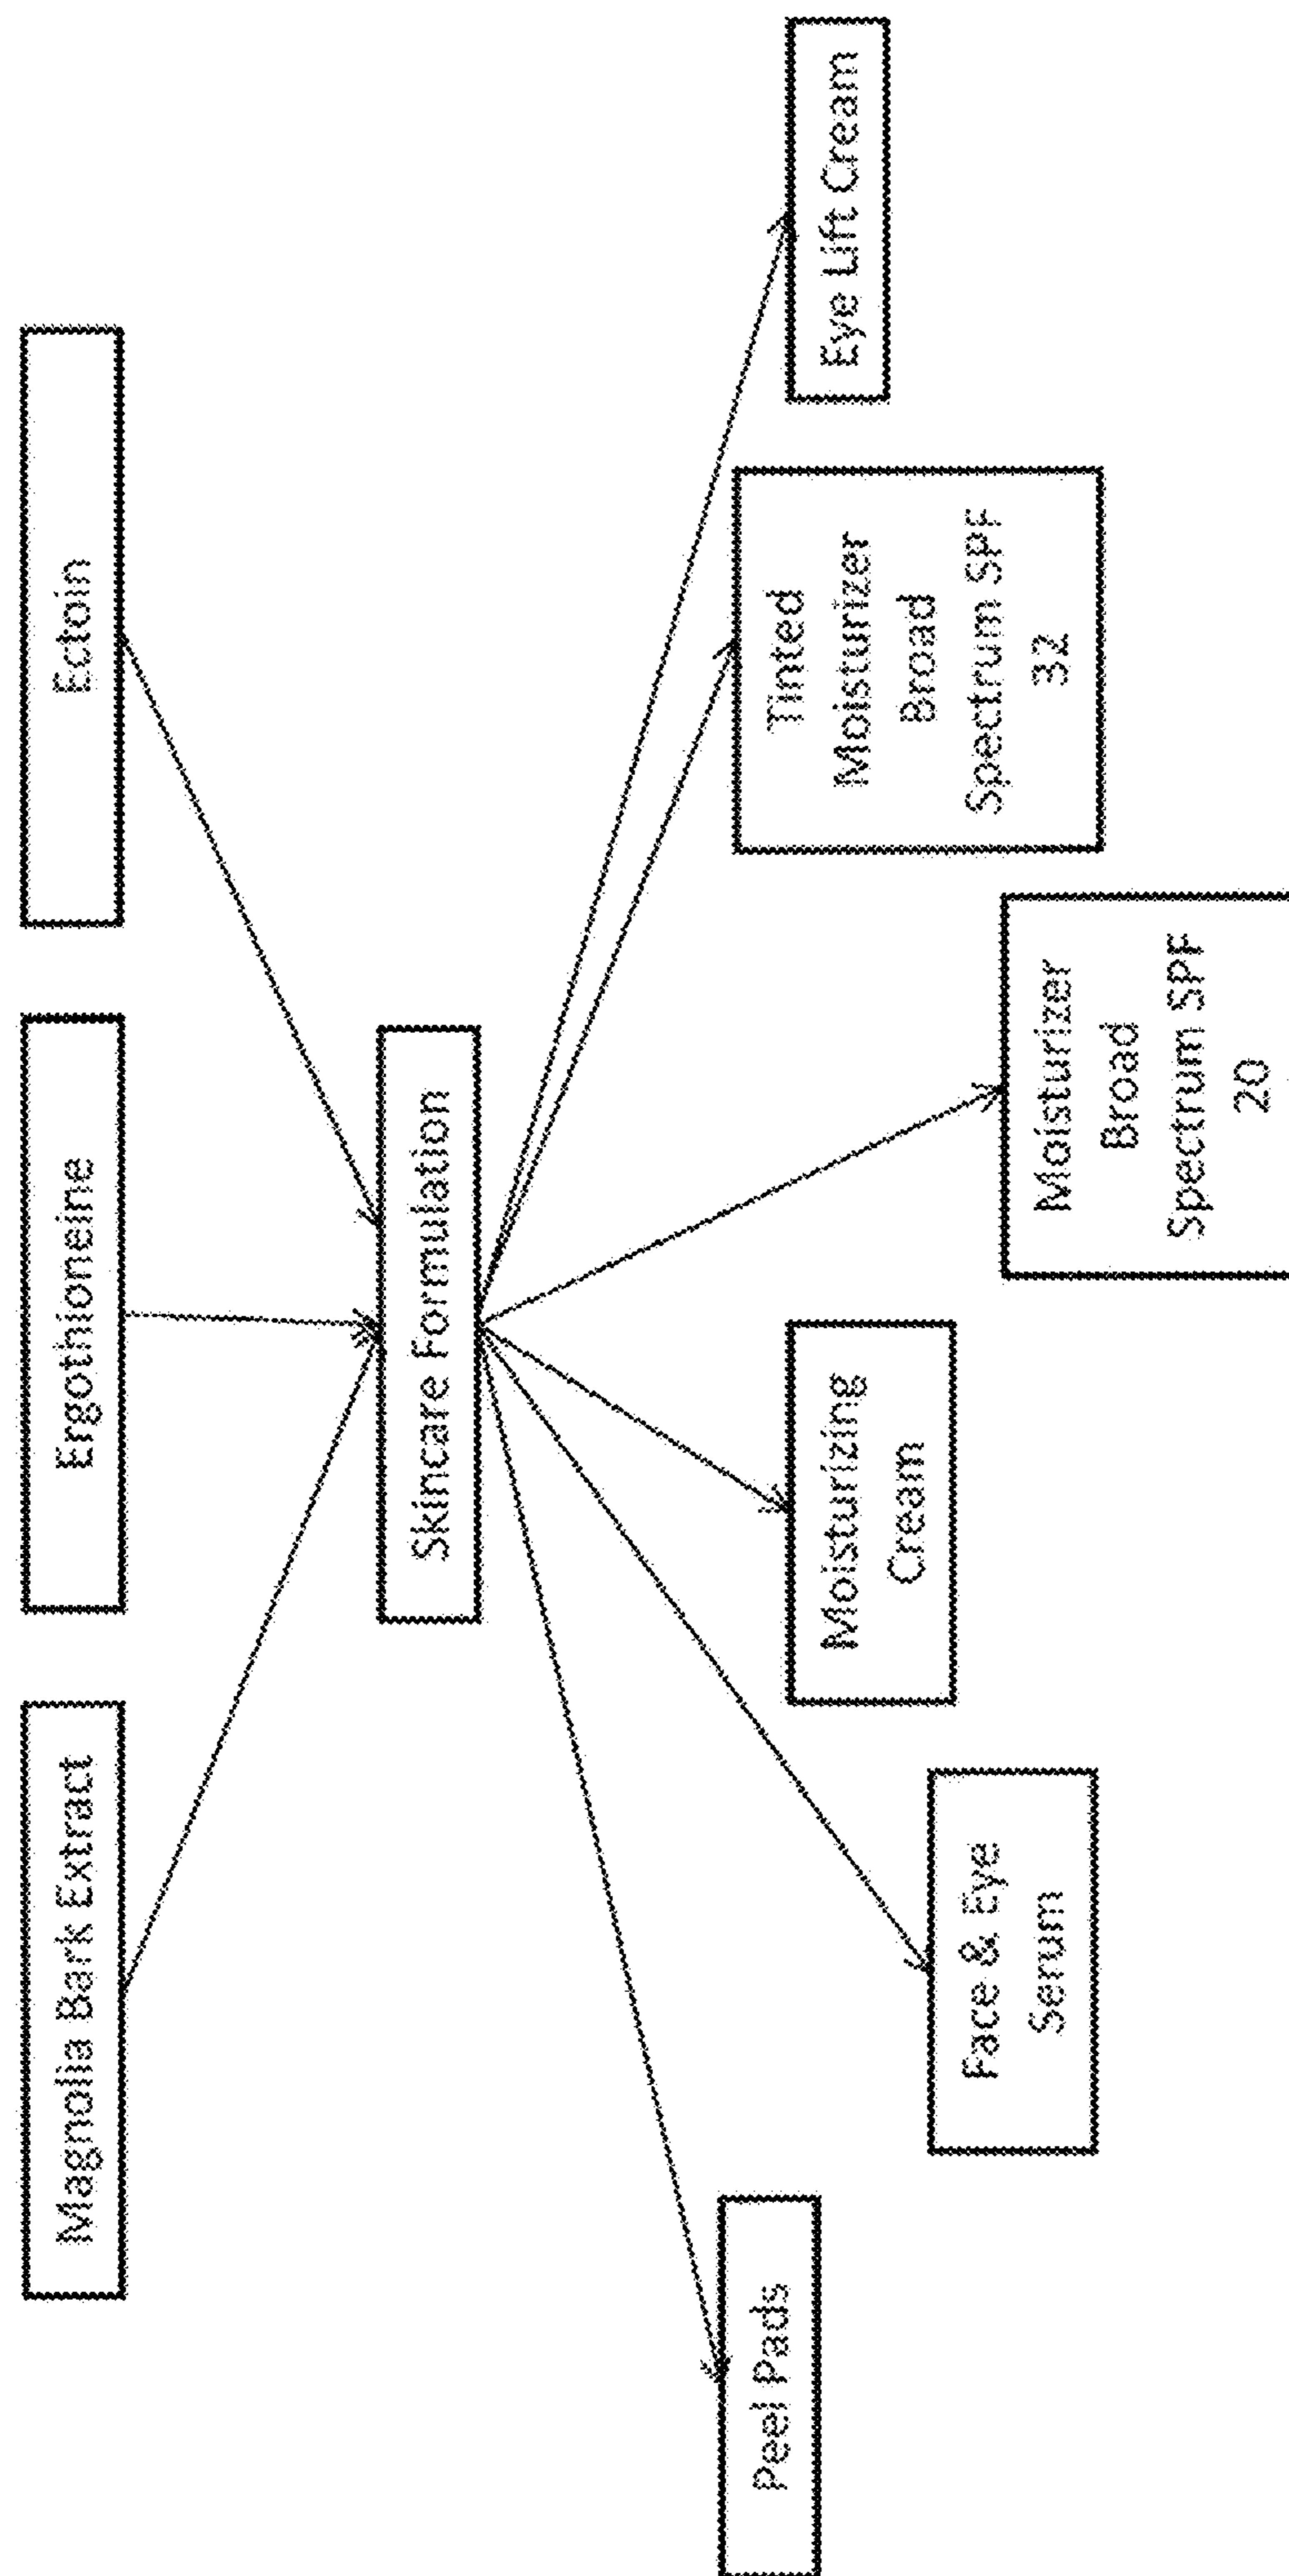 Magnolia Bark Extract
Ergothioneine
Ectoin
Skincare Formulation
Peel Pads
Face & Eye
Serum
Moisturizing
Cream
Moisturizer
Broad
Spectrum SPF
20
Tinted
Moisturizer
Broad
Spectrum SPF
32
Eye Lift Cream